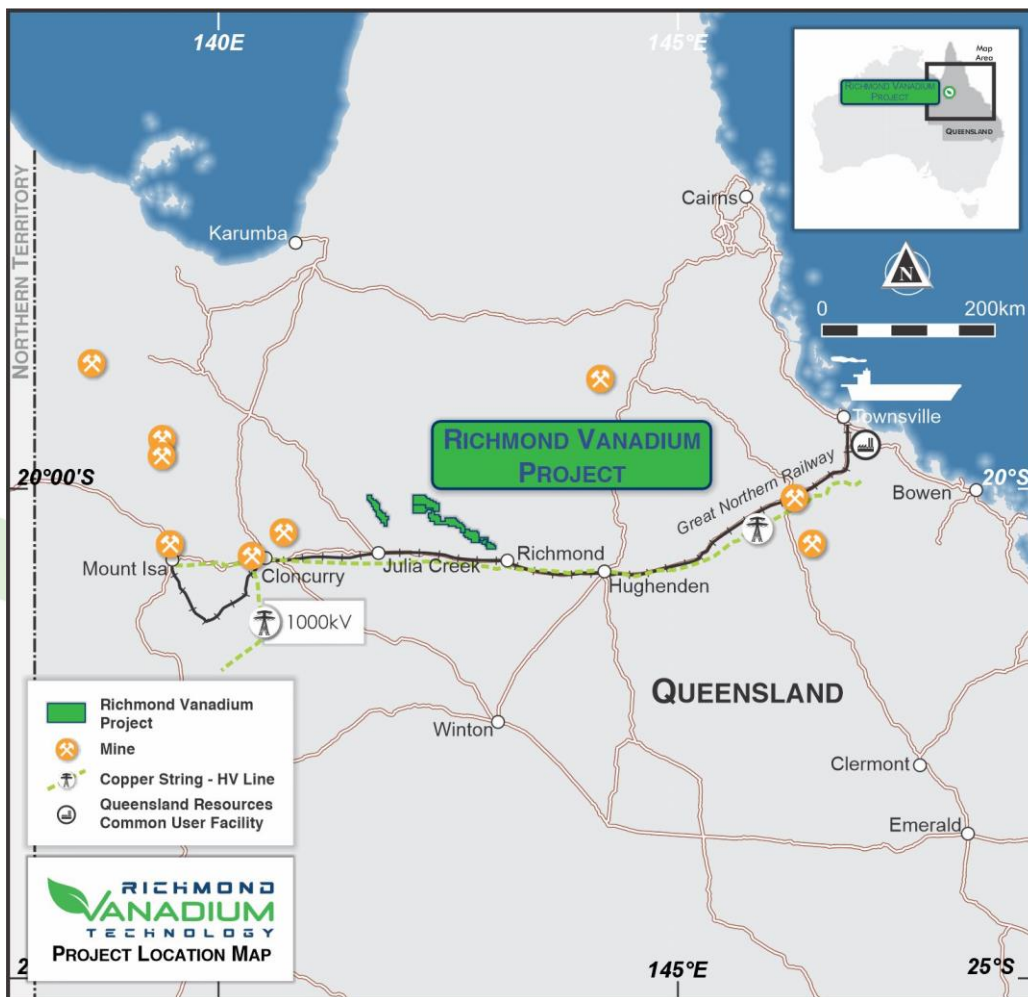 140E
145°E
Map
Area
RICHMOND VANADIUM
PROJECT
QUEENSLAND
NORTHERN TERRITORY
Cairns
Karumba
N
0 200km
Townsville
RICHMOND VANADIUM
PROJECT
20°00'S
20°S
Great Northern Railway
Bowen
Mount Isa
Cloncurry
Julia Creek
Richmond
Hughenden
1000kV
QUEENSLAND
Winton
Clermont
Emerald
Richmond Vanadium
Project
Mine
Copper String - HV Line
Queensland Resources
Common User Facility
RICHMOND
VANADIUM
TECHNOLOGY
PROJECT LOCATION MAP
145°E
25°S